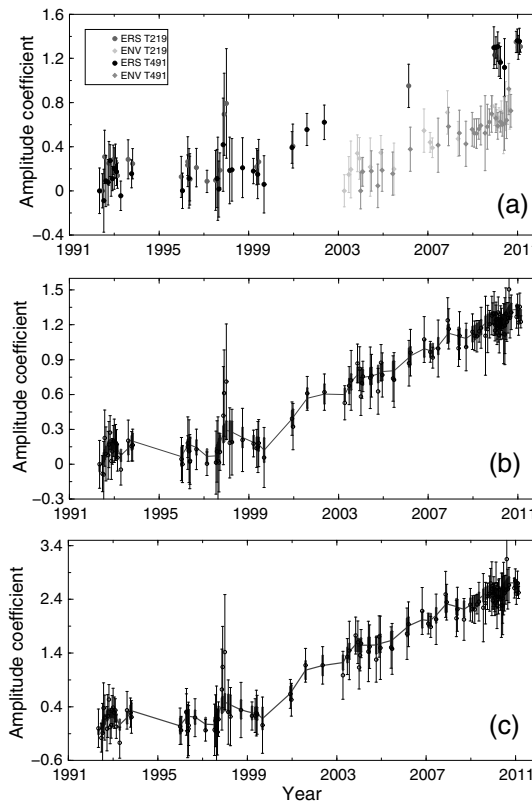 1.6
1.2
0.8
0.4
0
−0.4
Amplitude coefficient
ERS T219
ENV T219
ERS T491
ENV T491
(a)
1991 1995 1999 2003 2007 2011
1.5
1.2
0.9
0.6
0.3
0
−0.3
Amplitude coefficient
(b)
1991 1995 1999 2003 2007 2011
3.4
2.4
1.4
0.4
−0.6
Amplitude coefficient
(c)
1991 1995 1999 2003 2007 2011
Year